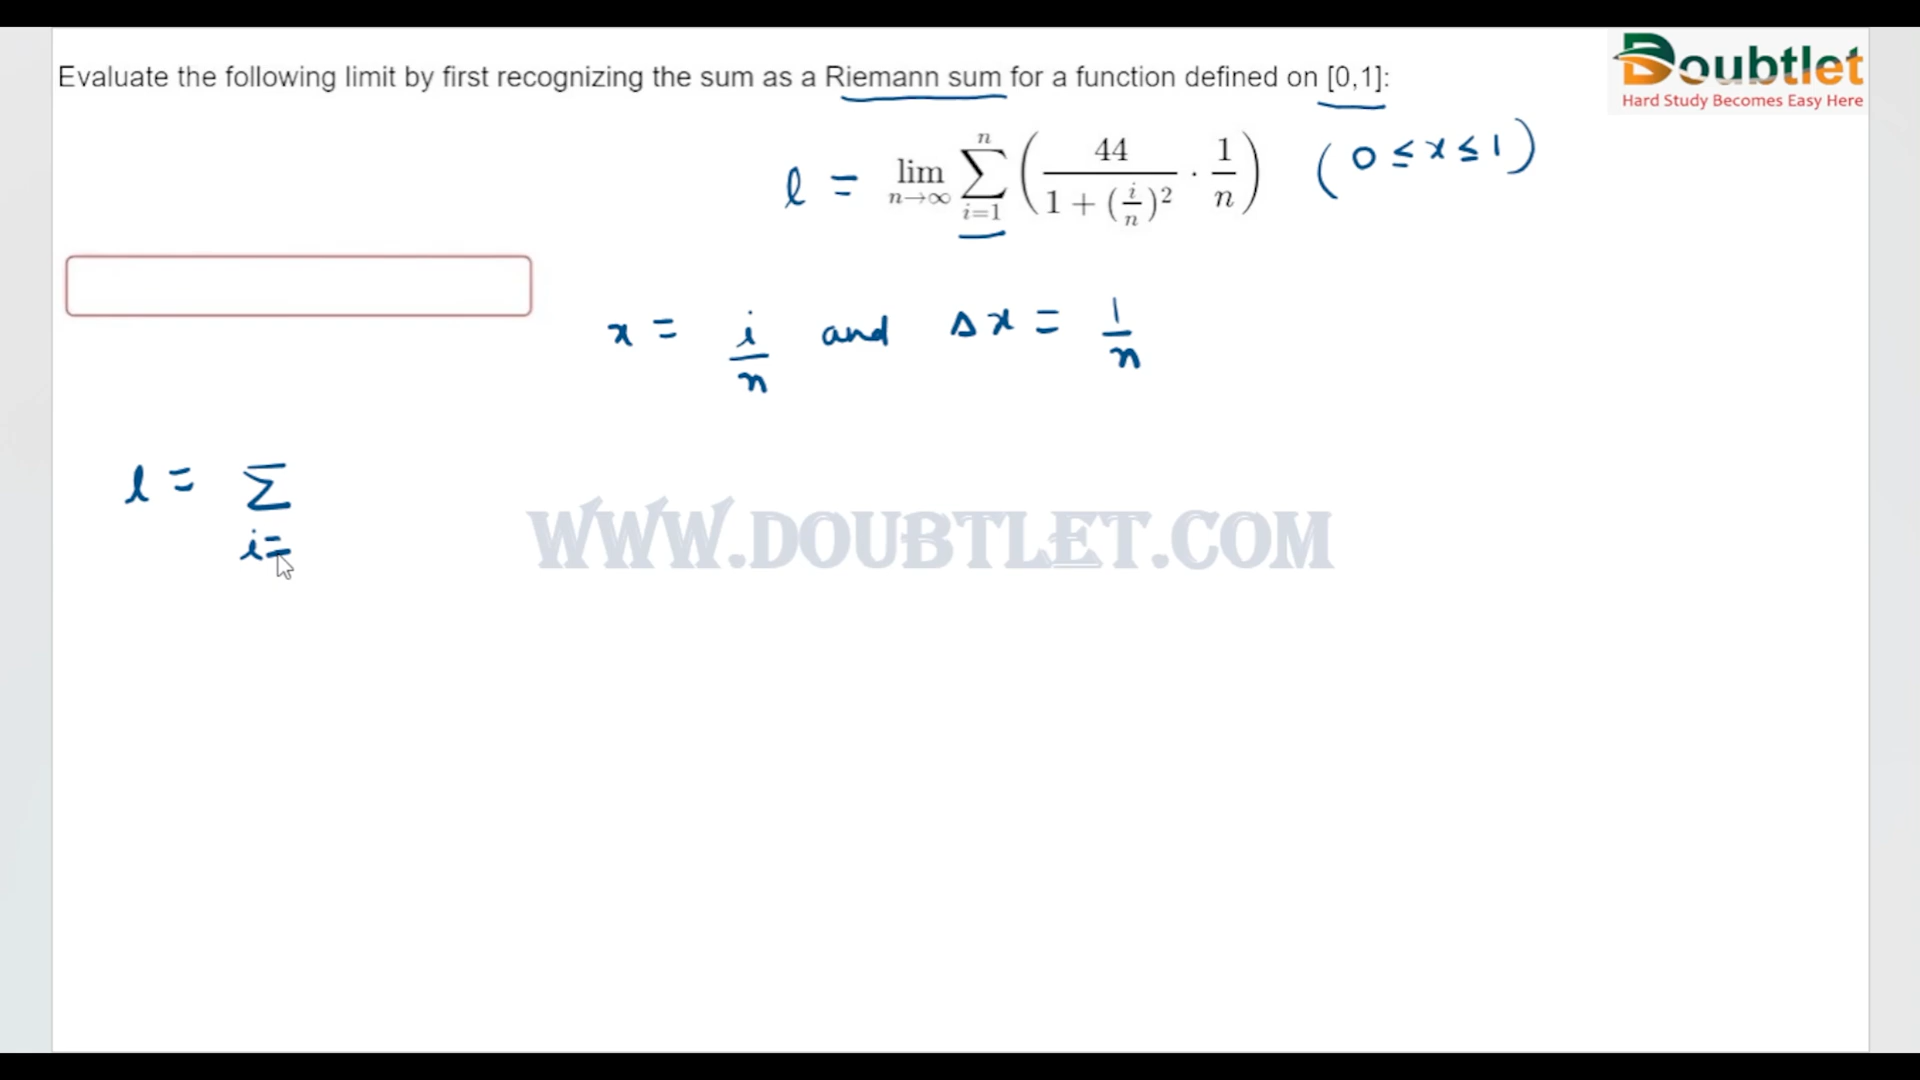 Doubtlet
Hard Study Becomes Easy Here
Evaluate the following limit by first recognizing the sum as a Riemann sum for a function defined on [0,1]:
l = lim n→∞ ∑ i=1 n ( 44 / 1 + (i/n)² · 1/n ) (0 ≤ x ≤ 1)
x = i/n and Δx = 1/n
l = ∑ i=
WWW.DOUBTLET.COM